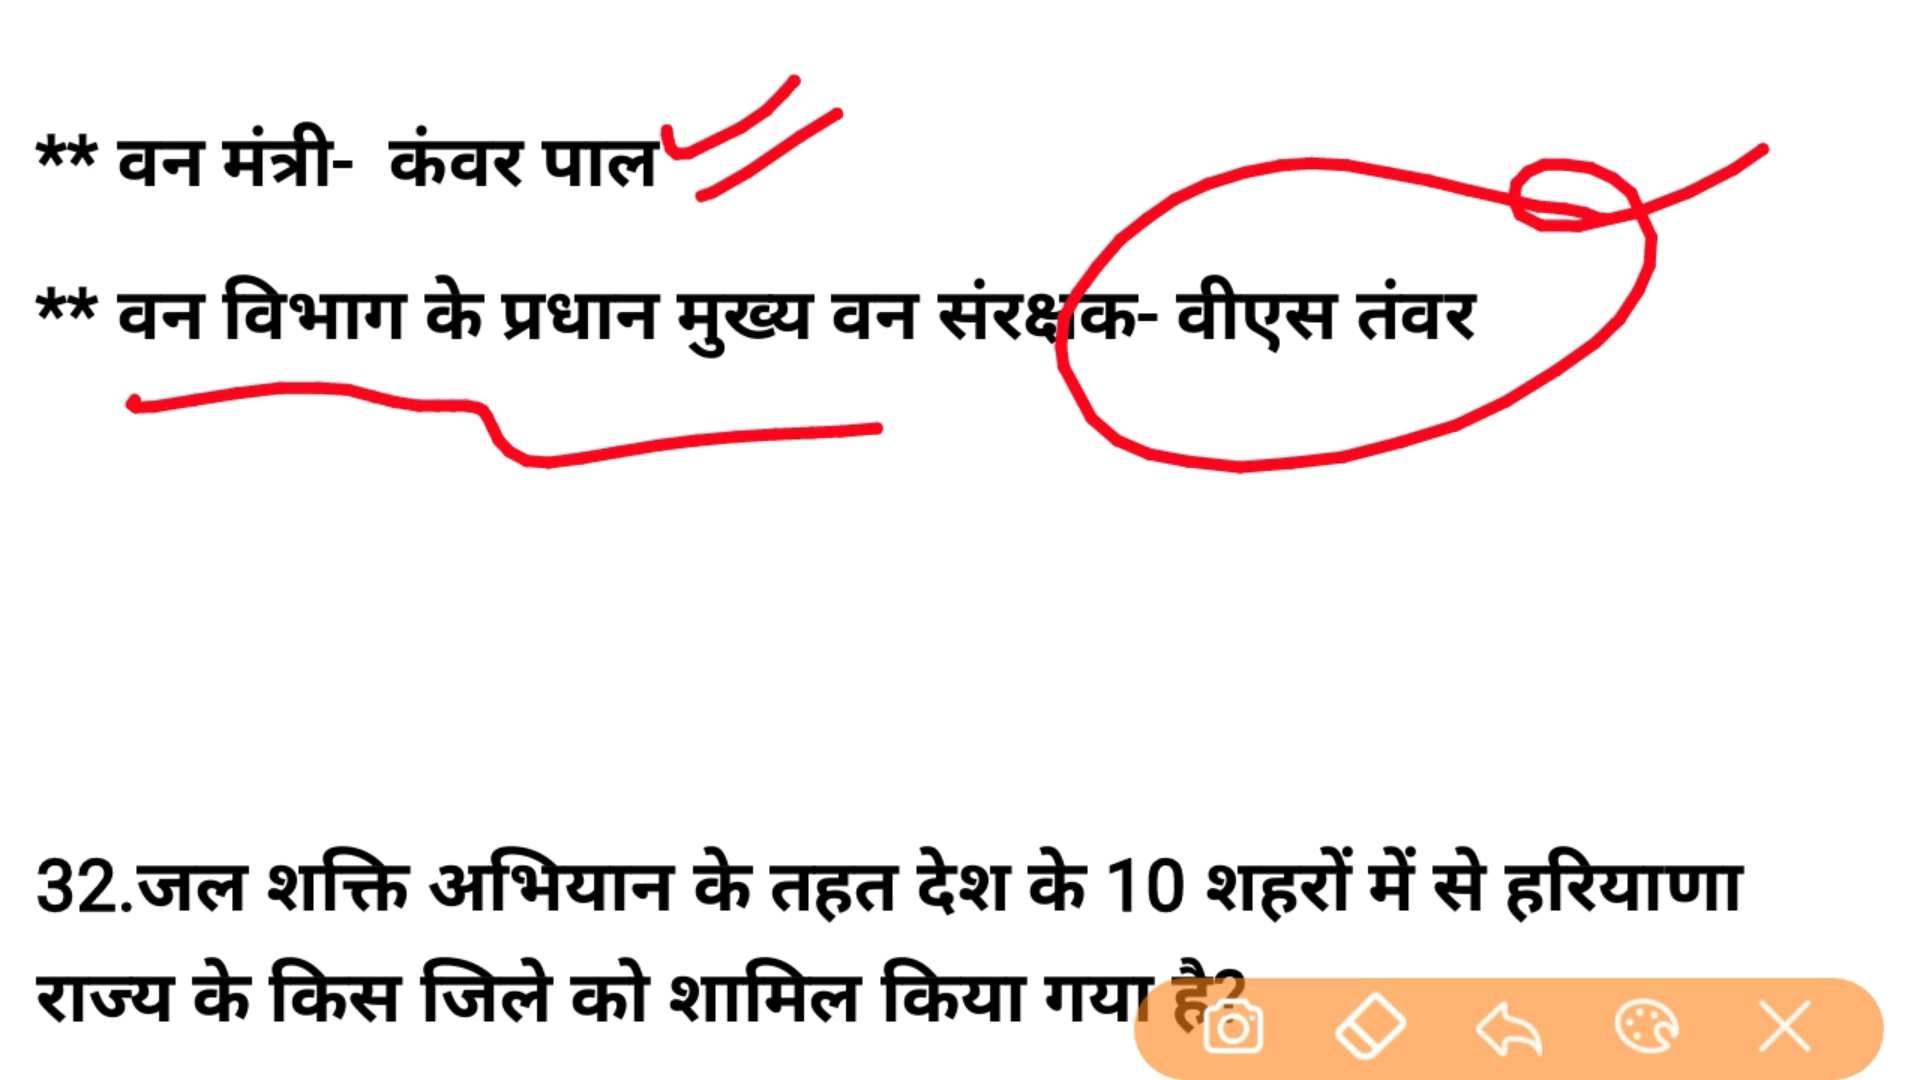 ** वन मंत्री- कंवर पाल
** वन विभाग के प्रधान मुख्य वन संरक्षक- वीएस तंवर
32.जल शक्ति अभियान के तहत देश के 10 शहरों में से हरियाणा
राज्य के किस जिले को शामिल किया गया है?